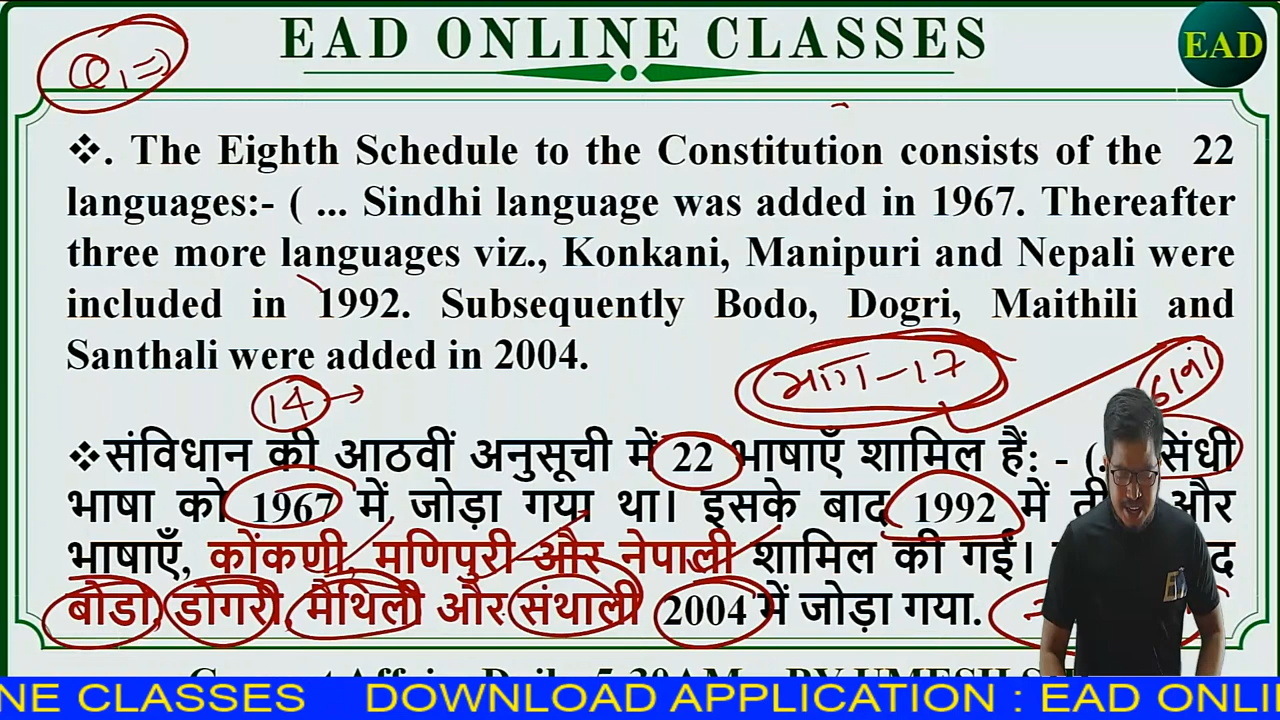 EAD ONLINE CLASSES
EAD
Q1⇒
❖. The Eighth Schedule to the Constitution consists of the 22
languages:- ( ... Sindhi language was added in 1967. Thereafter
three more languages viz., Konkani, Manipuri and Nepali were
included in 1992. Subsequently Bodo, Dogri, Maithili and
Santhali were added in 2004.
भाग-17
14→
❖संविधान की आठवीं अनुसूची में 22 भाषाएँ शामिल हैं: - ( सिंधी
भाषा को 1967 में जोड़ा गया था। इसके बाद 1992 में और
भाषाएँ, कोंकणी, मणिपुरी और नेपाली शामिल की गईं।
बोडो, डोगरी, मैथिली और संथाली 2004 में जोड़ा गया.
NE CLASSES DOWNLOAD APPLICATION : EAD ONLI